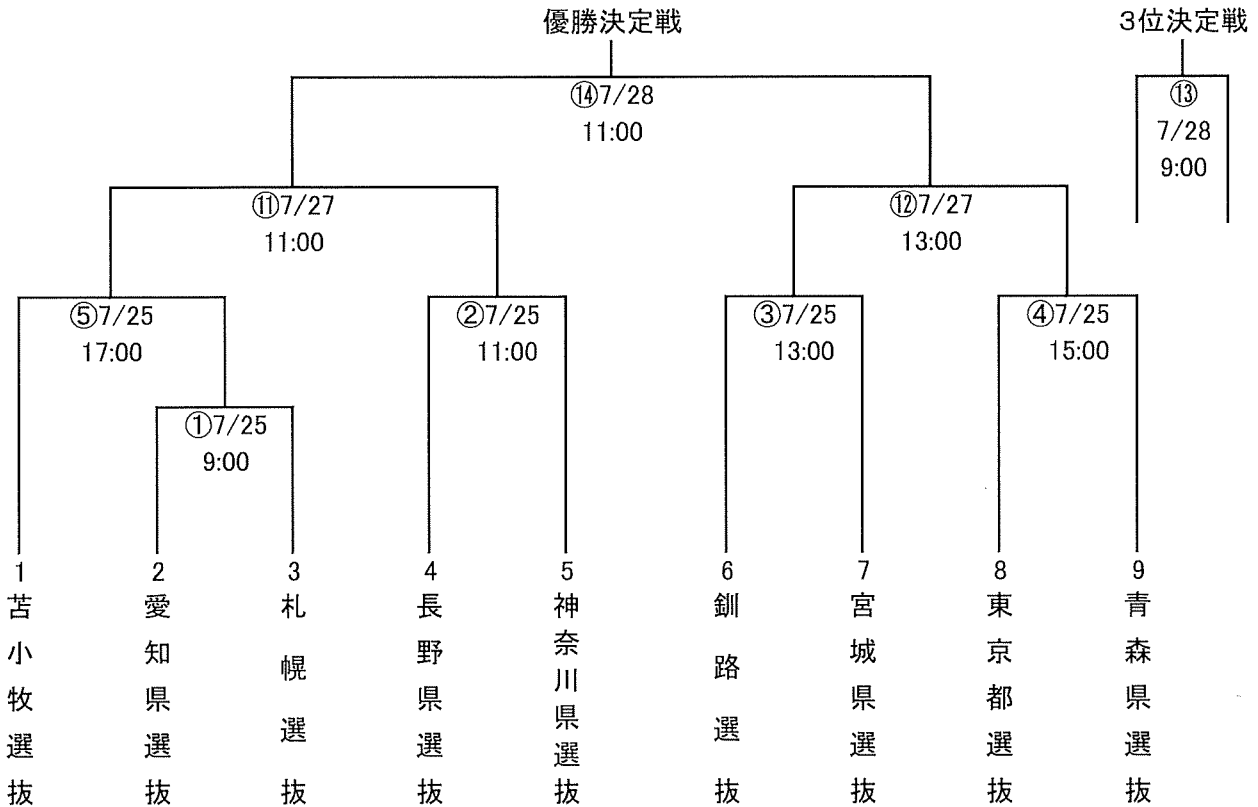 優勝決定戦
3位決定戦
⑭7/28
11:00
⑬
7/28
9:00
⑪7/27
11:00
⑫7/27
13:00
⑤7/25
17:00
②7/25
11:00
③7/25
13:00
④7/25
15:00
①7/25
9:00
1
苫小牧選抜
2
愛知県選抜
3
札幌選抜
4
長野県選抜
5
神奈川県選抜
6
釧路選抜
7
宮城県選抜
8
東京都選抜
9
青森県選抜